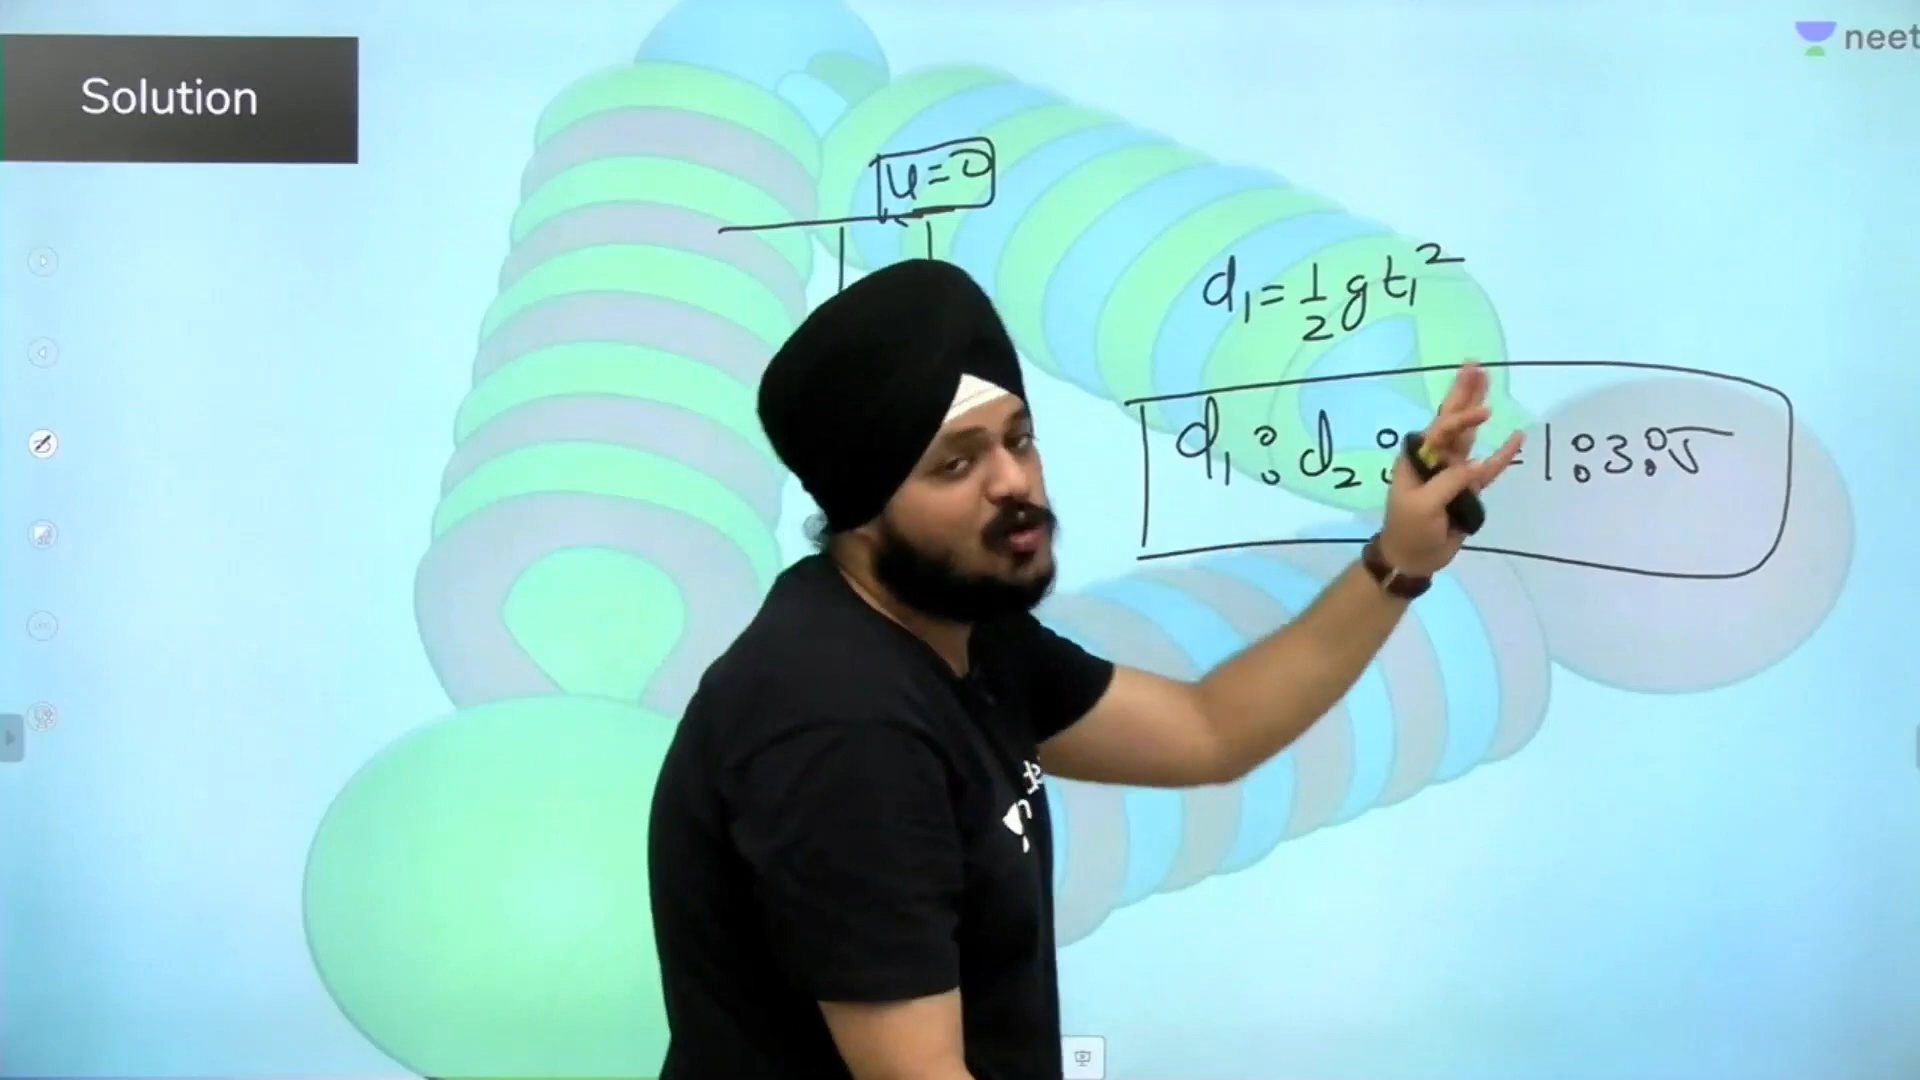 Solution
neet
u=0
d₁ = 1/2 g t₁²
d₁ : d₂ : = 1 : 3 : 5